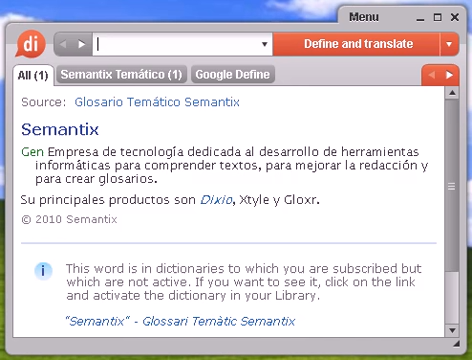 Menu
di
Define and translate
All (1)
Semantix Temático (1)
Google Define
Source: Glosario Temático Semantix
Semantix
Gen Empresa de tecnología dedicada al desarrollo de herramientas
informáticas para comprender textos, para mejorar la redacción y
para crear glosarios.
Su principales productos son Dixio, Xtyle y Gloxr.
© 2010 Semantix
i
This word is in dictionaries to which you are subscribed but
which are not active. If you want to see it, click on the link
and activate the dictionary in your Library.
"Semantix" - Glossari Temàtic Semantix